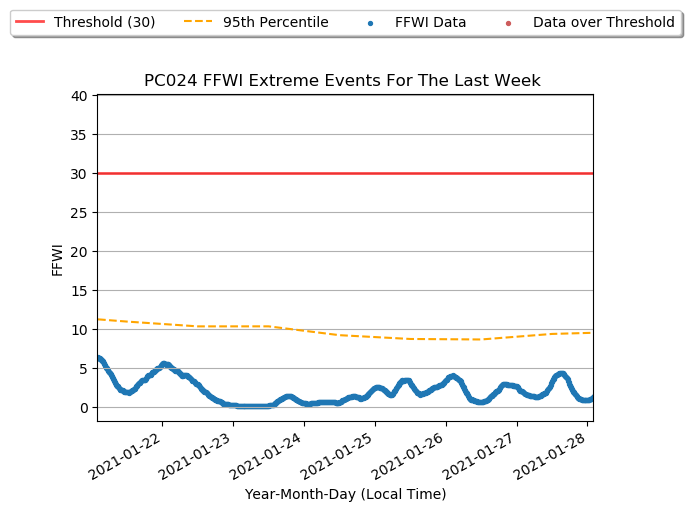 Threshold (30) 95th Percentile FFWI Data Data over Threshold
PC024 FFWI Extreme Events For The Last Week
40
35
30
25
20
15
10
5
0
FFWI
2021-01-22 2021-01-23 2021-01-24 2021-01-25 2021-01-26 2021-01-27 2021-01-28
Year-Month-Day (Local Time)